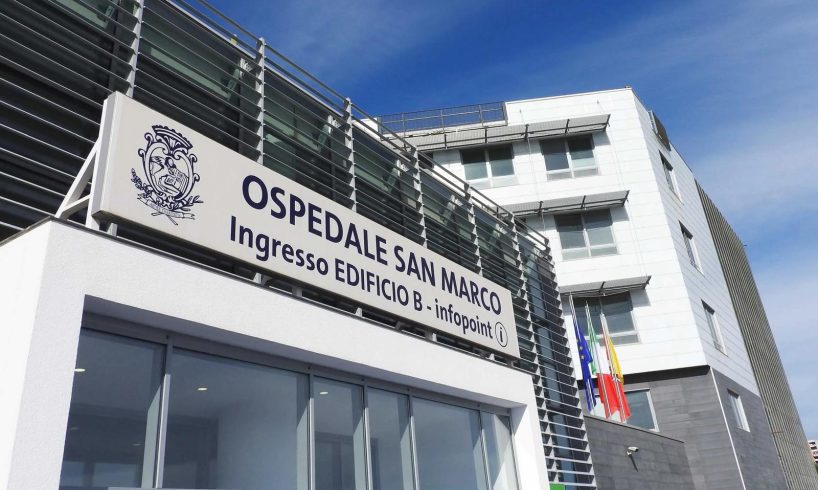 OSPEDALE SAN MARCO
Ingresso EDIFICIO B - infopoint i